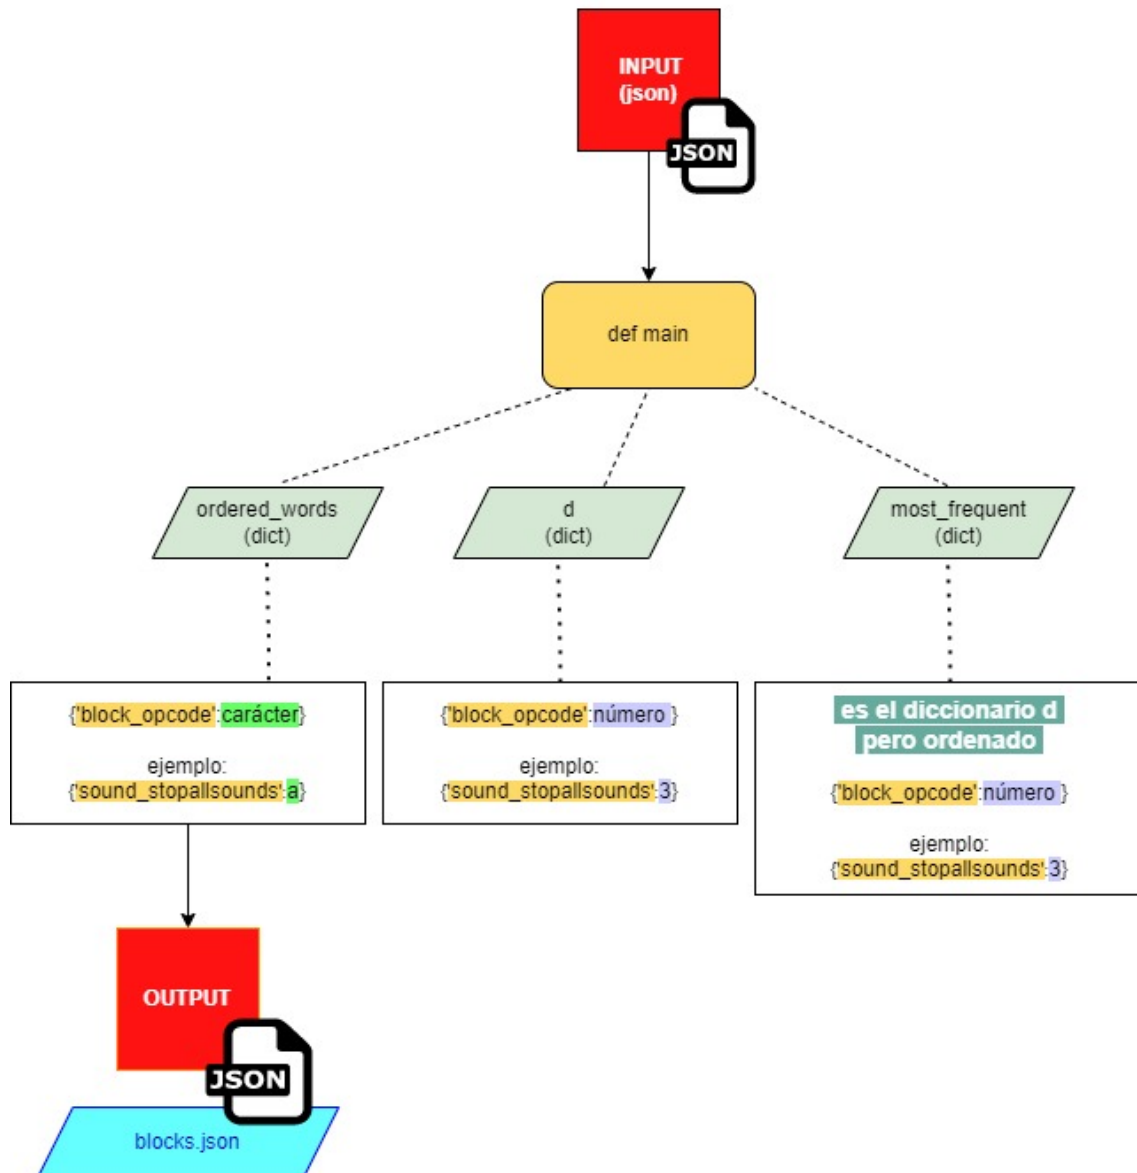 INPUT
(json)
JSON
def main
ordered_words
(dict)
d
(dict)
most_frequent
(dict)
{'block_opcode':carácter}
ejemplo:
{'sound_stopallsounds':a}
{'block_opcode':número }
ejemplo:
{'sound_stopallsounds':3}
es el diccionario d
pero ordenado
{'block_opcode':número }
ejemplo:
{'sound_stopallsounds':3}
OUTPUT
JSON
blocks.json